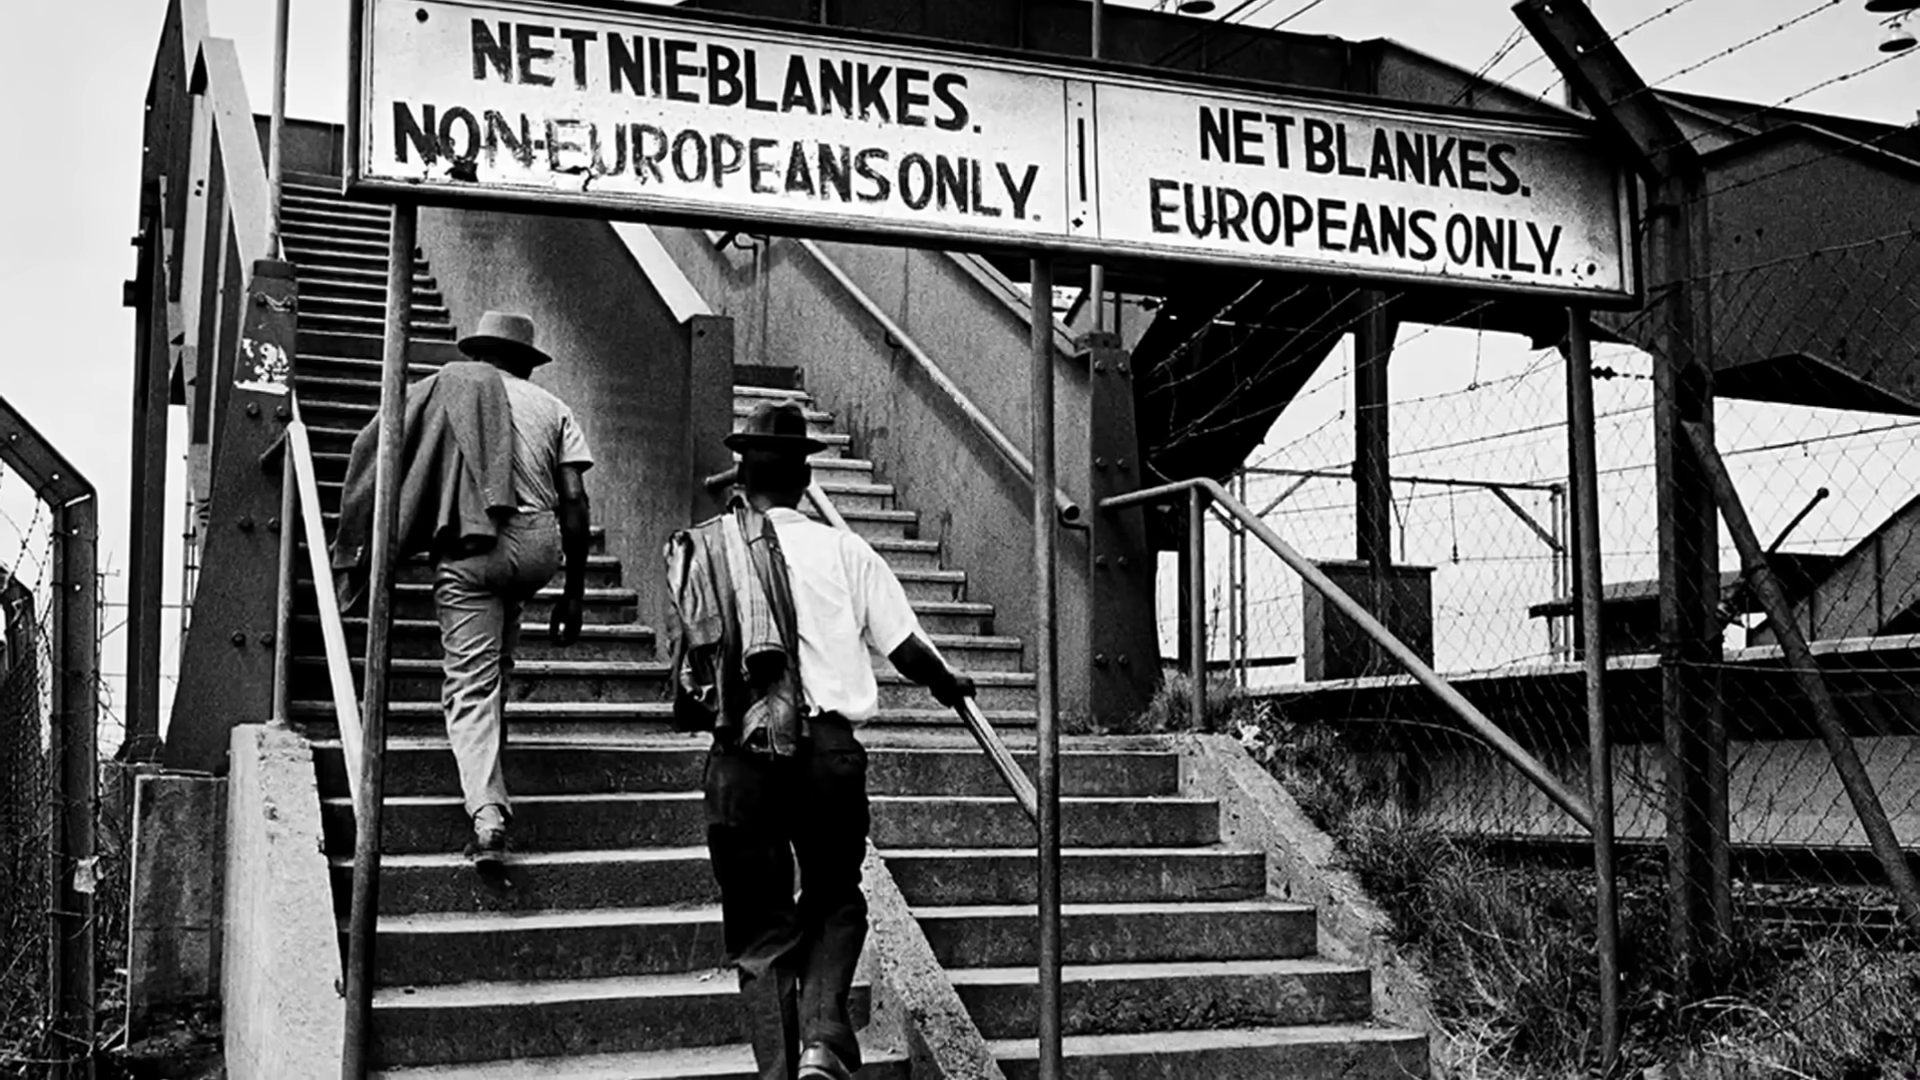 NET NIE-BLANKES.
NON-EUROPEANS ONLY.
NET BLANKES.
EUROPEANS ONLY.